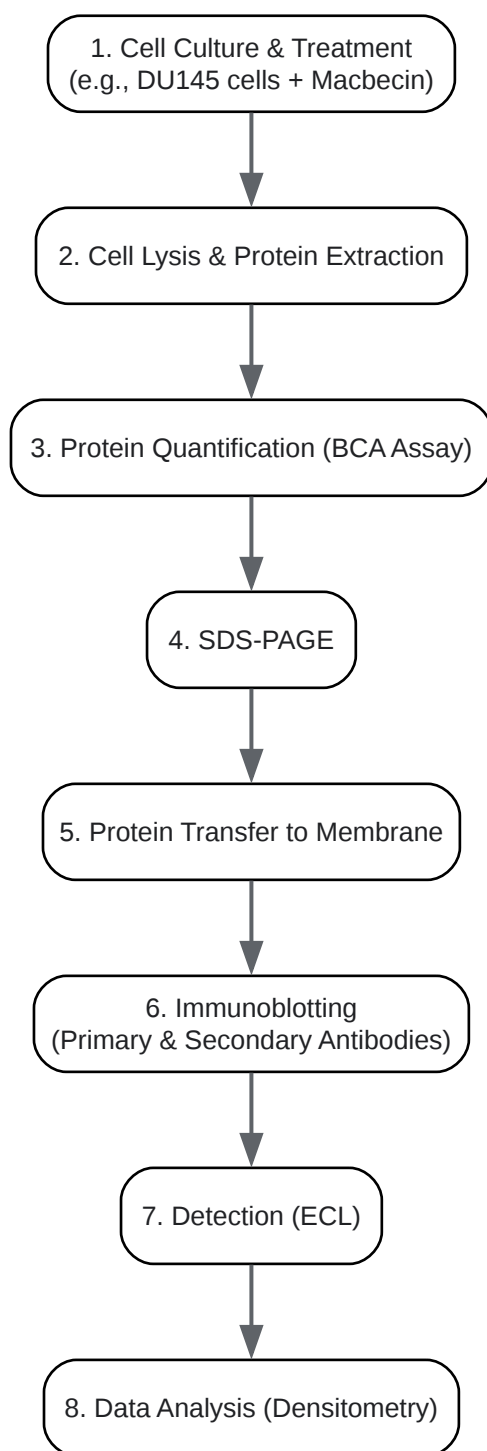 1. Cell Culture & Treatment
(e.g., DU145 cells + Macbecin)
2. Cell Lysis & Protein Extraction
3. Protein Quantification (BCA Assay)
4. SDS-PAGE
5. Protein Transfer to Membrane
6. Immunoblotting
(Primary & Secondary Antibodies)
7. Detection (ECL)
8. Data Analysis (Densitometry)